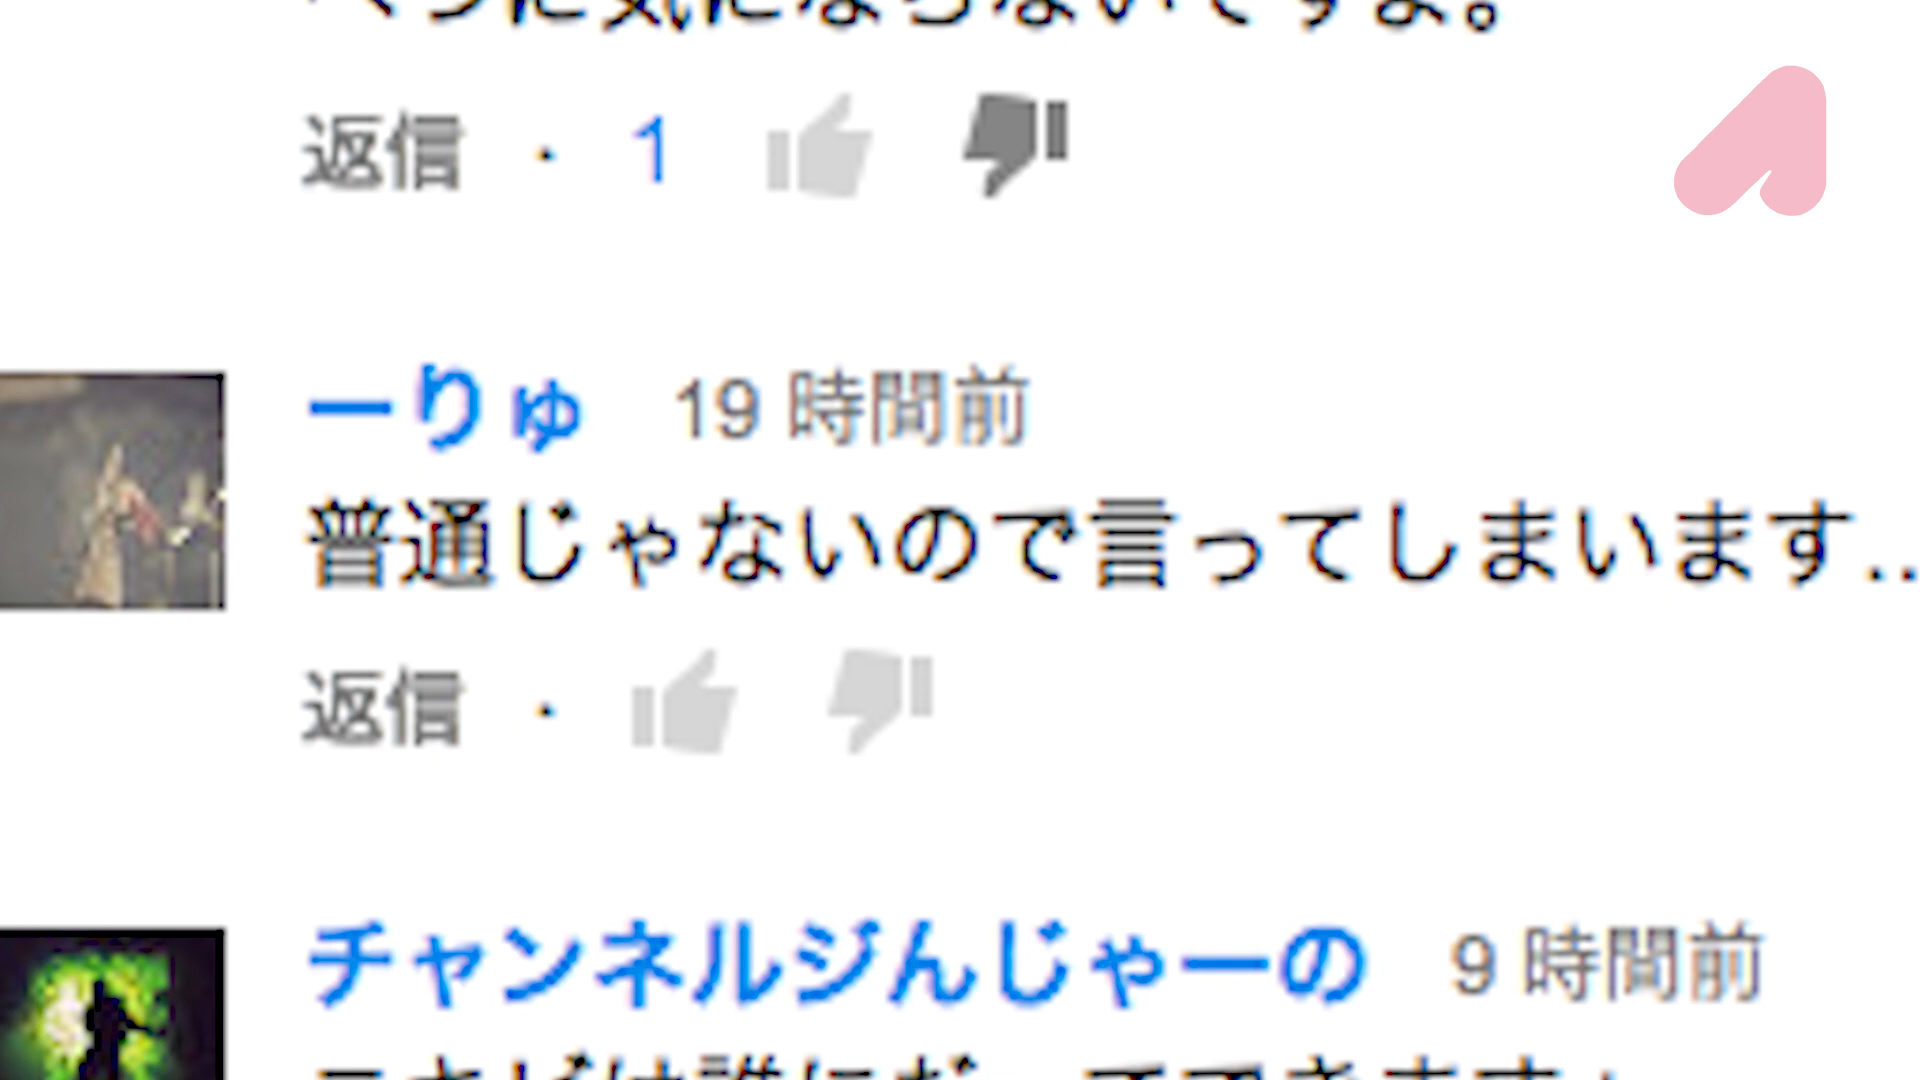 べつに気にならないですよ。
返信 · 1
ーりゅ 19 時間前
普通じゃないので言ってしまいます..
返信 ·
チャンネルジんじゃーの 9 時間前